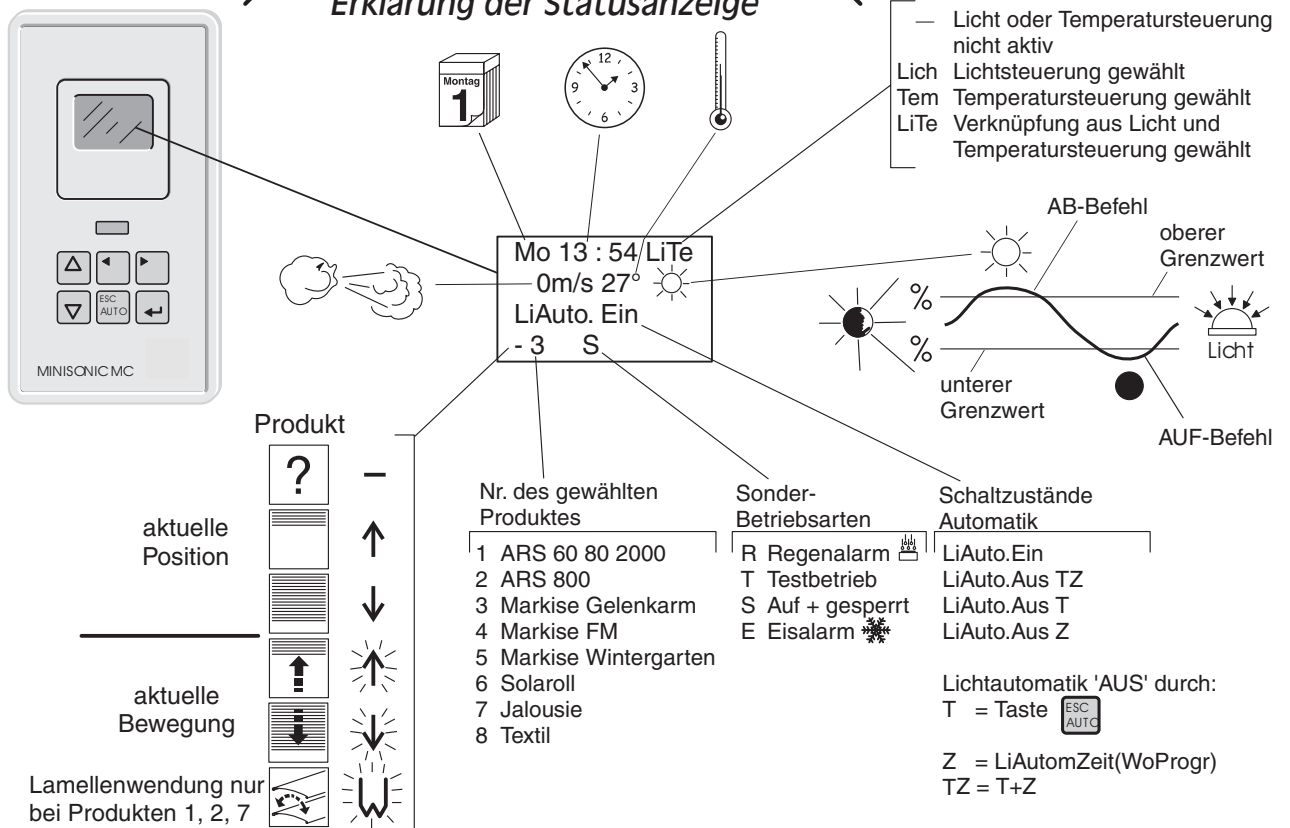 Erklärung der Statusanzeige
— Licht oder Temperatursteuerung
nicht aktiv
Lich Lichtsteuerung gewählt
Tem Temperatursteuerung gewählt
LiTe Verknüpfung aus Licht und
Temperatursteuerung gewählt
Montag
1
12
9 3
6
Mo 13 : 54 LiTe
0m/s 27°
LiAuto. Ein
- 3 S
ESC
AUTO
MINISONIC MC
AB-Befehl
oberer
Grenzwert
%
%
Licht
unterer
Grenzwert
AUF-Befehl
Produkt
?
–
aktuelle
Position
aktuelle
Bewegung
Lamellenwendung nur
bei Produkten 1, 2, 7
Nr. des gewählten
Produktes
1 ARS 60 80 2000
2 ARS 800
3 Markise Gelenkarm
4 Markise FM
5 Markise Wintergarten
6 Solaroll
7 Jalousie
8 Textil
Sonder-
Betriebsarten
R Regenalarm
T Testbetrieb
S Auf + gesperrt
E Eisalarm
Schaltzustände
Automatik
LiAuto.Ein
LiAuto.Aus TZ
LiAuto.Aus T
LiAuto.Aus Z
Lichtautomatik 'AUS' durch:
T = Taste ESC
AUTO
Z = LiAutomZeit(WoProgr)
TZ = T+Z